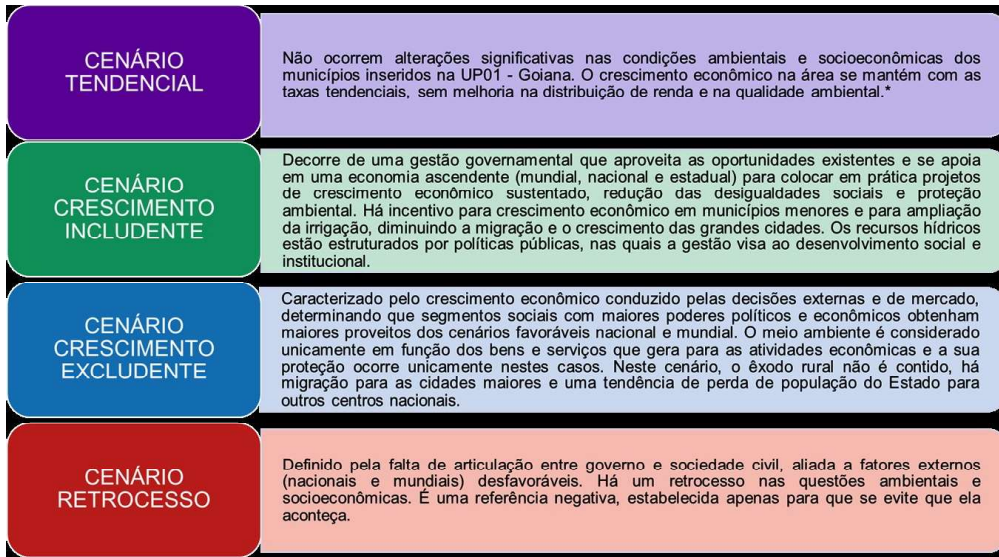 CENÁRIO
TENDENCIAL
Não ocorrem alterações significativas nas condições ambientais e socioeconômicas dos
municípios inseridos na UP01 - Goiana. O crescimento econômico na área se mantém com as
taxas tendenciais, sem melhoria na distribuição de renda e na qualidade ambiental.*
CENÁRIO
CRESCIMENTO
INCLUDENTE
Decorre de uma gestão governamental que aproveita as oportunidades existentes e se apoia
em uma economia ascendente (mundial, nacional e estadual) para colocar em prática projetos
de crescimento econômico sustentado, redução das desigualdades sociais e proteção
ambiental. Há incentivo para crescimento econômico em municípios menores e para ampliação
da irrigação, diminuindo a migração e o crescimento das grandes cidades. Os recursos hídricos
estão estruturados por políticas públicas, nas quais a gestão visa ao desenvolvimento social e
institucional.
CENÁRIO
CRESCIMENTO
EXCLUDENTE
Caracterizado pelo crescimento econômico conduzido pelas decisões externas e de mercado,
determinando que segmentos sociais com maiores poderes políticos e econômicos obtenham
maiores proveitos dos cenários favoráveis nacional e mundial. O meio ambiente é considerado
unicamente em função dos bens e serviços que gera para as atividades econômicas e a sua
proteção ocorre unicamente nestes casos. Neste cenário, o êxodo rural não é contido, há
migração para as cidades maiores e uma tendência de perda de população do Estado para
outros centros nacionais.
CENÁRIO
RETROCESSO
Definido pela falta de articulação entre governo e sociedade civil, aliada a fatores externos
(nacionais e mundiais) desfavoráveis. Há um retrocesso nas questões ambientais e
socioeconômicas. É uma referência negativa, estabelecida apenas para que se evite que ela
aconteça.